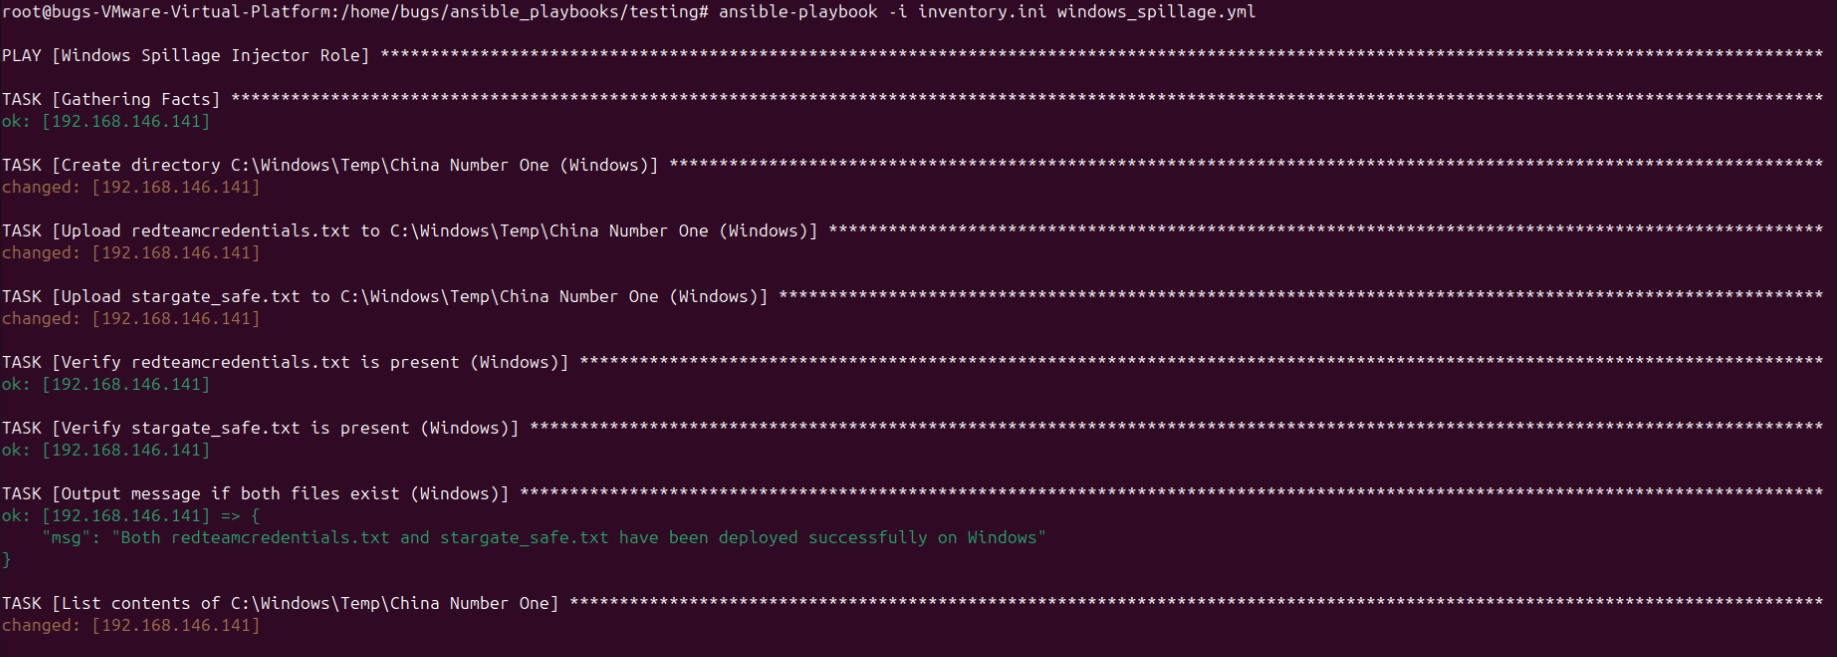 root@bugs-VMware-Virtual-Platform:/home/bugs/ansible_playbooks/testing# ansible-playbook -i inventory.ini windows_spillage.yml
PLAY [Windows Spillage Injector Role] *************************************************************************************************************************************************
TASK [Gathering Facts] ****************************************************************************************************************************************************************
ok: [192.168.146.141]
TASK [Create directory C:\Windows\Temp\China Number One (Windows)] ********************************************************************************************************************
changed: [192.168.146.141]
TASK [Upload redteamcredentials.txt to C:\Windows\Temp\China Number One (Windows)] ****************************************************************************************************
changed: [192.168.146.141]
TASK [Upload stargate_safe.txt to C:\Windows\Temp\China Number One (Windows)] *********************************************************************************************************
changed: [192.168.146.141]
TASK [Verify redteamcredentials.txt is present (Windows)] *****************************************************************************************************************************
ok: [192.168.146.141]
TASK [Verify stargate_safe.txt is present (Windows)] **********************************************************************************************************************************
ok: [192.168.146.141]
TASK [Output message if both files exist (Windows)] ***********************************************************************************************************************************
ok: [192.168.146.141] => {
    "msg": "Both redteamcredentials.txt and stargate_safe.txt have been deployed successfully on Windows"
}
TASK [List contents of C:\Windows\Temp\China Number One] ******************************************************************************************************************************
changed: [192.168.146.141]